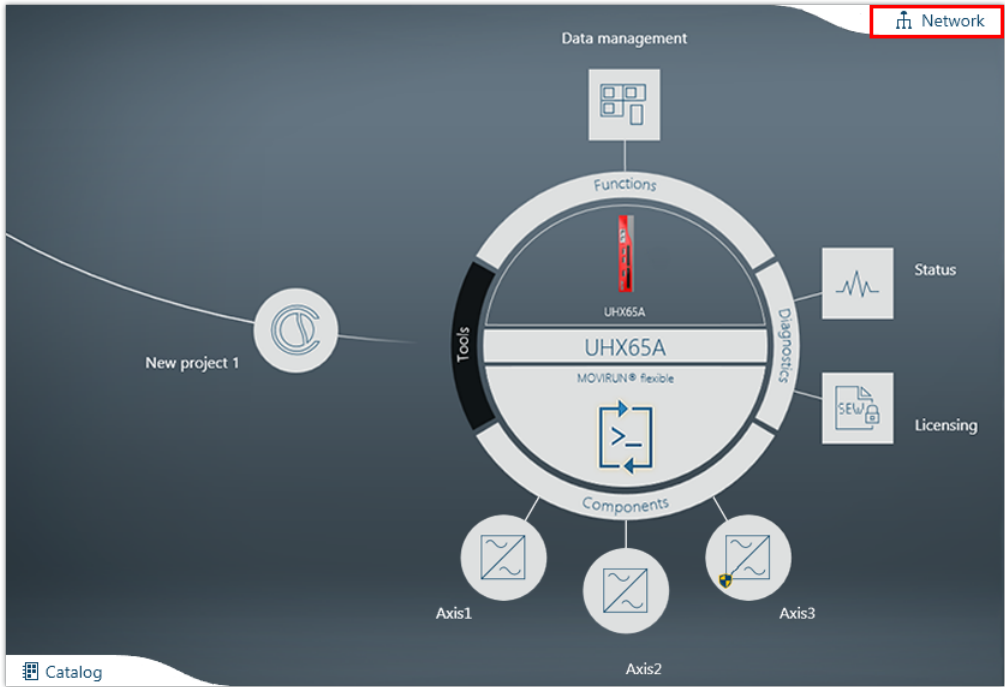 Network
Data management
Functions
UHX65A
Tools
Diagnostics
Status
New project 1
UHX65A
MOVIRUN® flexible
>_
SEW
Licensing
Components
Axis1
Axis2
Axis3
Catalog